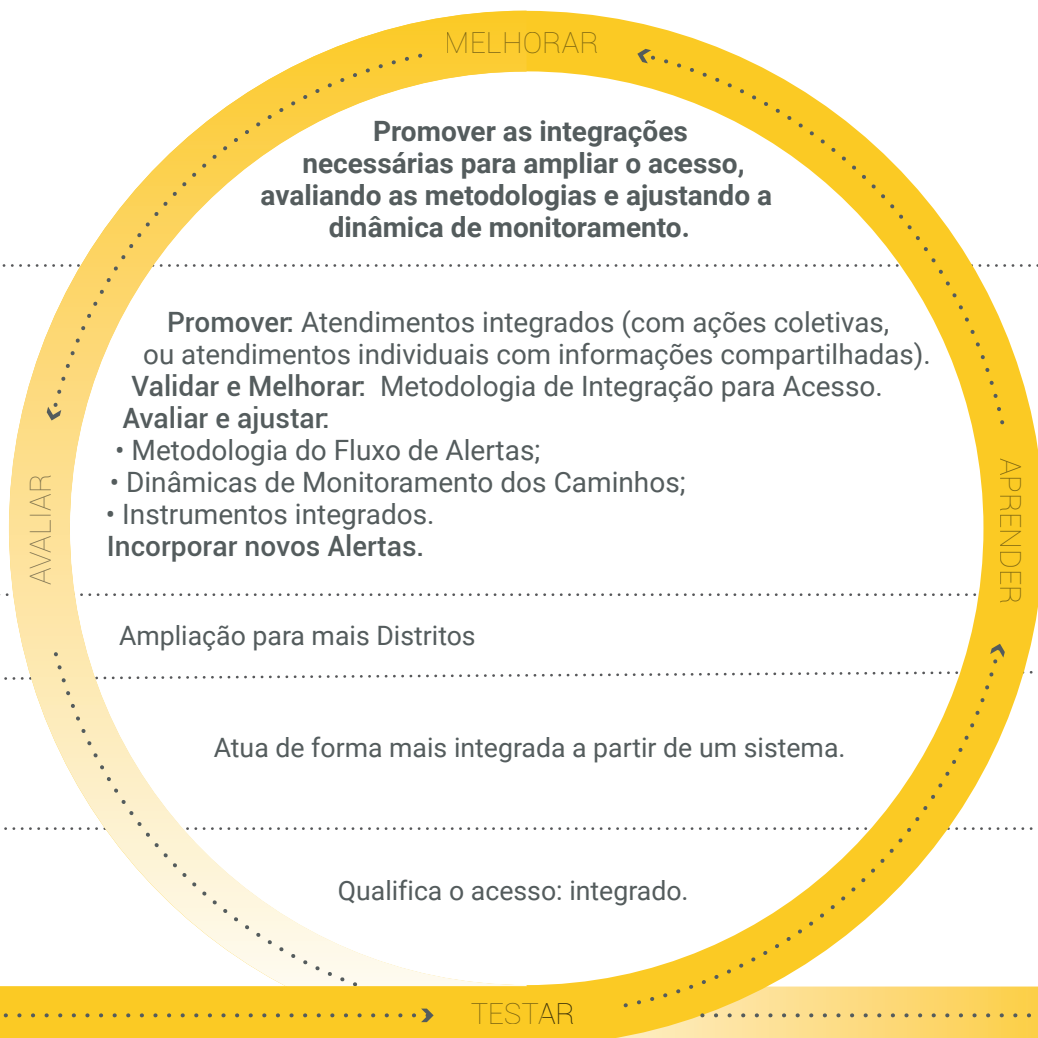 MELHORAR
Promover as integrações
necessárias para ampliar o acesso,
avaliando as metodologias e ajustando a
dinâmica de monitoramento.
Promover: Atendimentos integrados (com ações coletivas,
ou atendimentos individuais com informações compartilhadas).
Validar e Melhorar: Metodologia de Integração para Acesso.
Avaliar e ajustar:
• Metodologia do Fluxo de Alertas;
• Dinâmicas de Monitoramento dos Caminhos;
• Instrumentos integrados.
Incorporar novos Alertas.
AVALIAR
APRENDER
Ampliação para mais Distritos
Atua de forma mais integrada a partir de um sistema.
Qualifica o acesso: integrado.
TESTAR